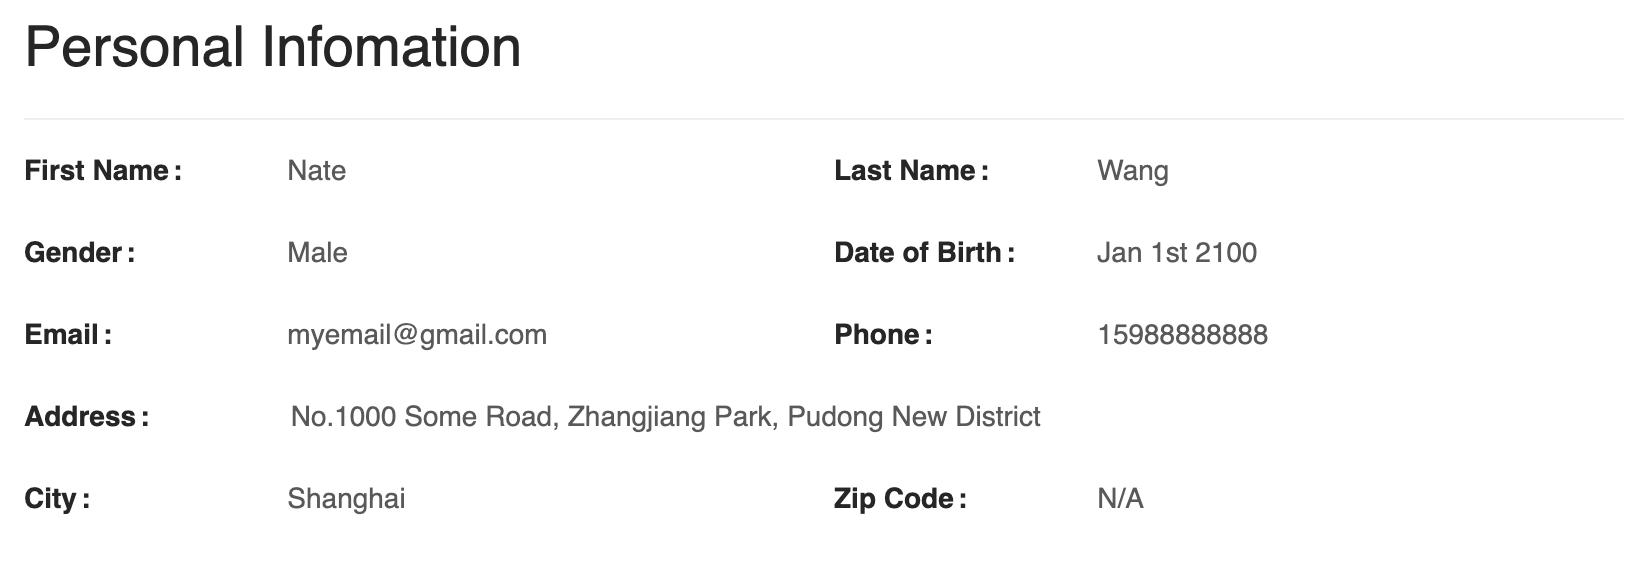 Personal Infomation
First Name : Nate Last Name : Wang
Gender : Male Date of Birth : Jan 1st 2100
Email : myemail@gmail.com Phone : 15988888888
Address : No.1000 Some Road, Zhangjiang Park, Pudong New District
City : Shanghai Zip Code : N/A